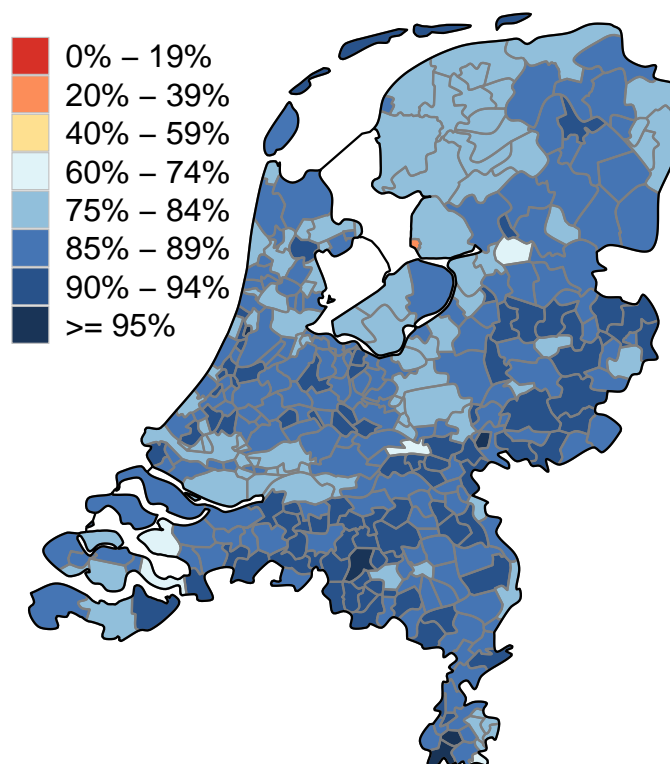 0% – 19%
20% – 39%
40% – 59%
60% – 74%
75% – 84%
85% – 89%
90% – 94%
>= 95%